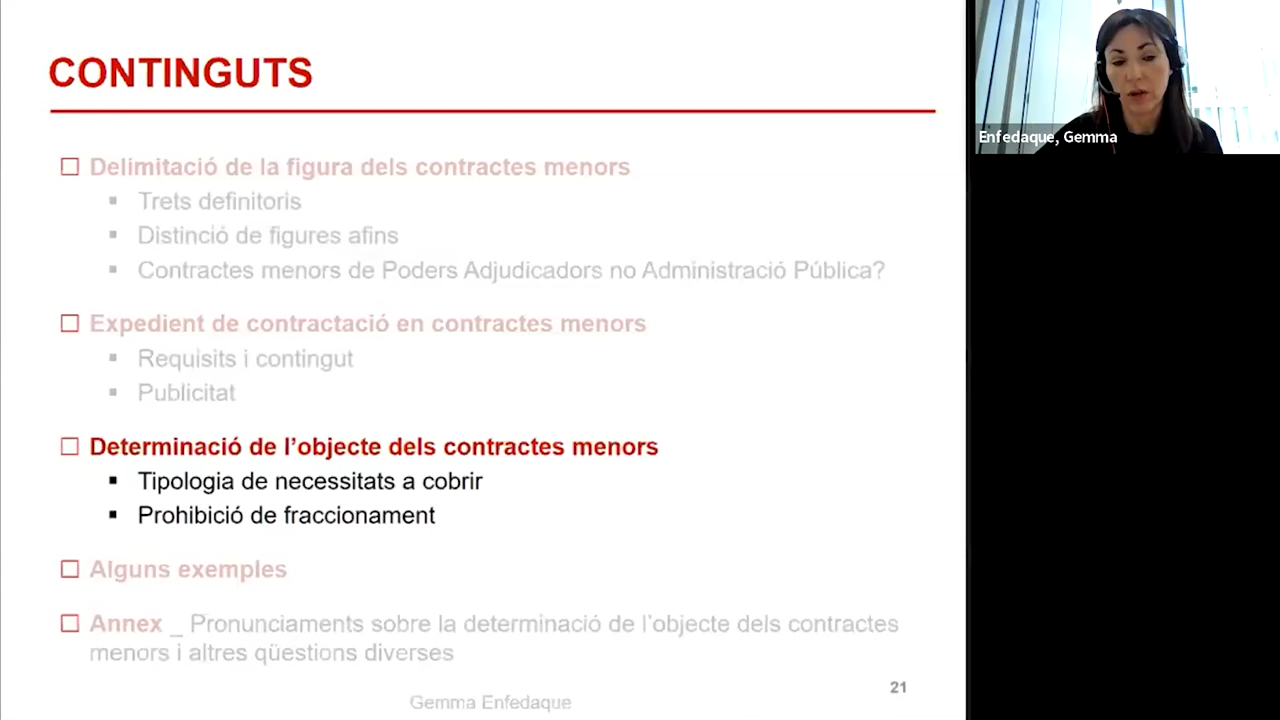 CONTINGUTS
Delimitació de la figura dels contractes menors
Trets definitoris
Distinció de figures afins
Contractes menors de Poders Adjudicadors no Administració Pública?
Expedient de contractació en contractes menors
Requisits i contingut
Publicitat
Determinació de l’objecte dels contractes menors
Tipologia de necessitats a cobrir
Prohibició de fraccionament
Alguns exemples
Annex _ Pronunciaments sobre la determinació de l’objecte dels contractes
menors i altres qüestions diverses
21
Gemma Enfedaque
Enfedaque, Gemma